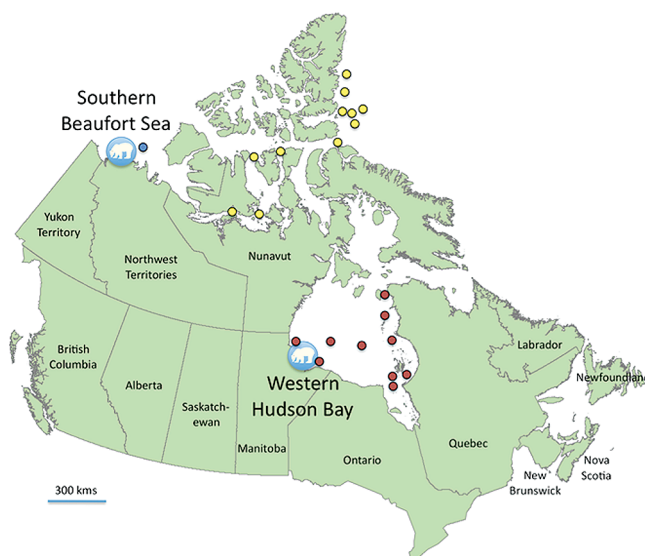 Southern
Beaufort Sea
Yukon
Territory
Northwest
Territories
Nunavut
British
Columbia
Alberta
Saskatch-
ewan
Manitoba
Western
Hudson Bay
Ontario
Quebec
Labrador
Newfoundland
New
Brunswick
Nova
Scotia
300 kms